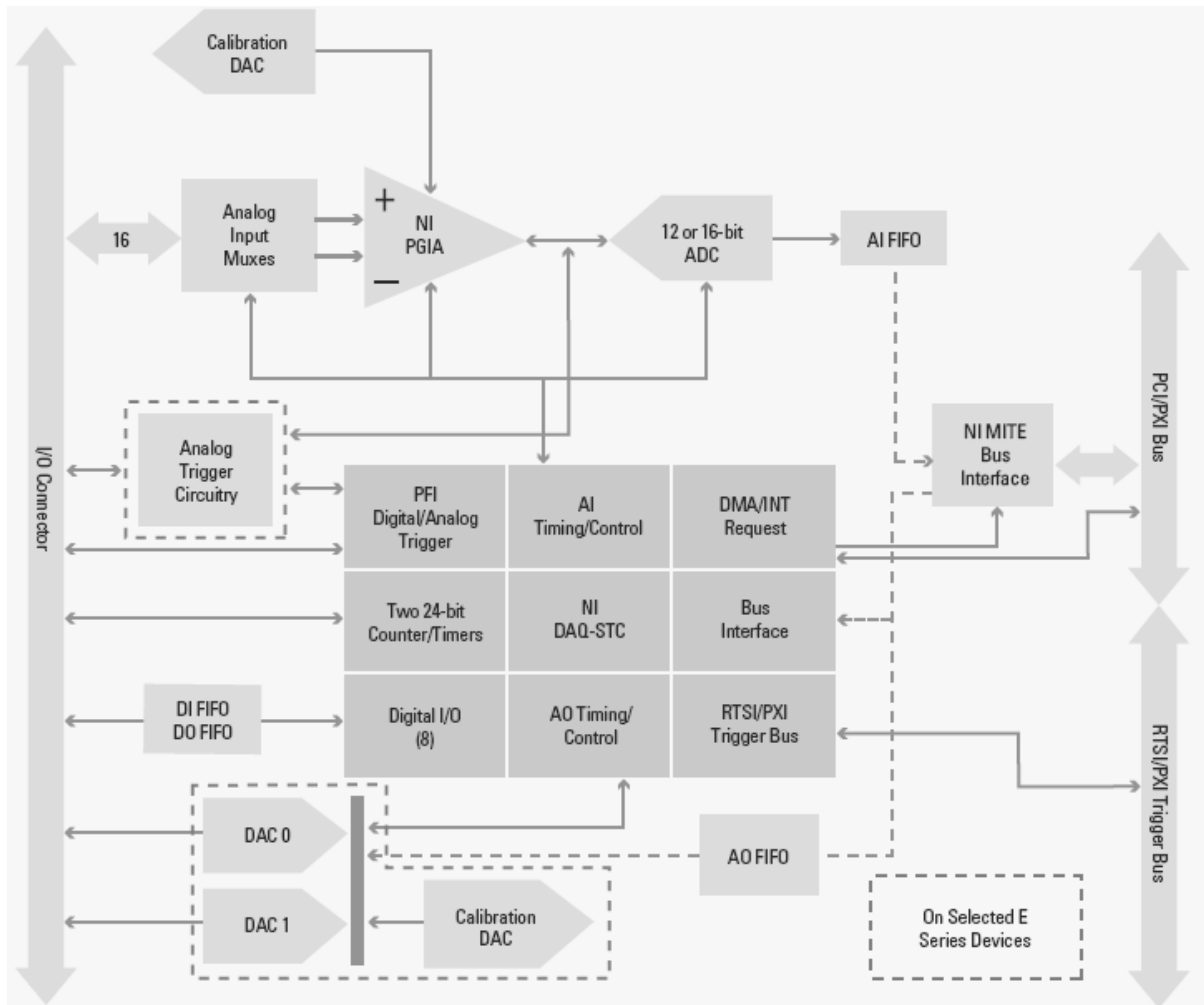 Calibration
DAC
Analog
Input
Muxes
16
+
NI
PGIA
—
12 or 16-bit
ADC
AI FIFO
PCI/PXI Bus
I/O Connector
Analog
Trigger
Circuitry
NI MITE
Bus
Interface
PFI
Digital/Analog
Trigger
AI
Timing/Control
DMA/INT
Request
Two 24-bit
Counter/Timers
NI
DAQ-STC
Bus
Interface
DI FIFO
DO FIFO
Digital I/O
(8)
AO Timing/
Control
RTSI/PXI
Trigger Bus
RTSI/PXI Trigger Bus
DAC 0
AO FIFO
DAC 1
Calibration
DAC
On Selected E
Series Devices